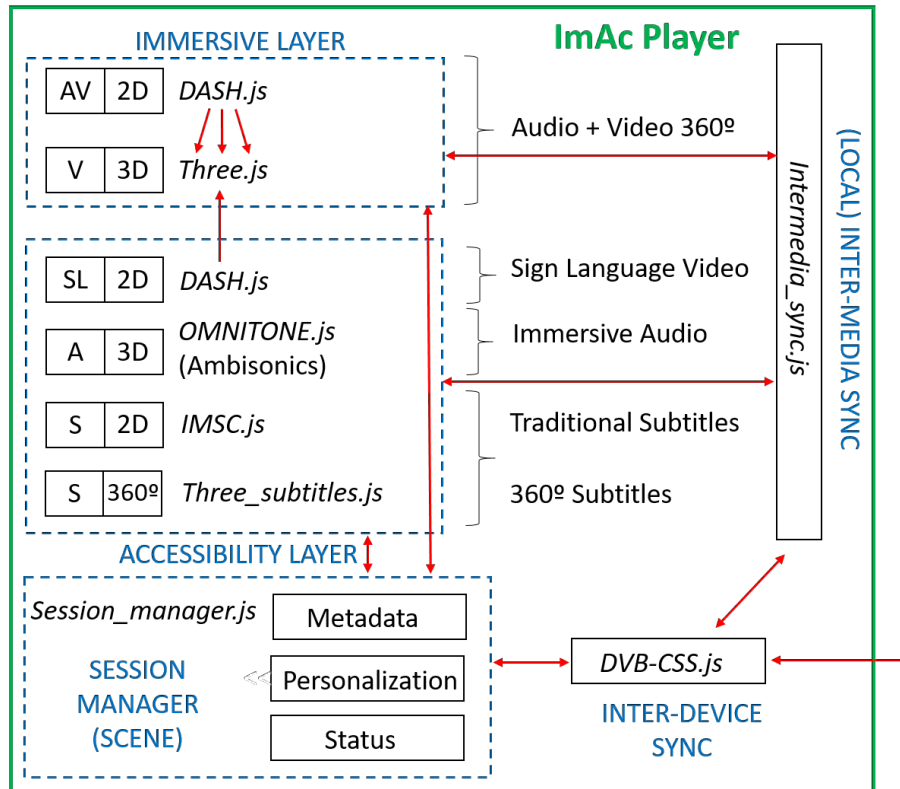 IMMERSIVE LAYER
ImAc Player
AV 2D DASH.js
V 3D Three.js
Audio + Video 360º
SL 2D DASH.js
Sign Language Video
A 3D OMNITONE.js
(Ambisonics)
Immersive Audio
S 2D IMSC.js
Traditional Subtitles
S 360º Three_subtitles.js
360º Subtitles
ACCESSIBILITY LAYER
Intermedia_sync.js
(LOCAL) INTER-MEDIA SYNC
Session_manager.js
Metadata
Personalization
Status
SESSION
MANAGER
(SCENE)
DVB-CSS.js
INTER-DEVICE
SYNC